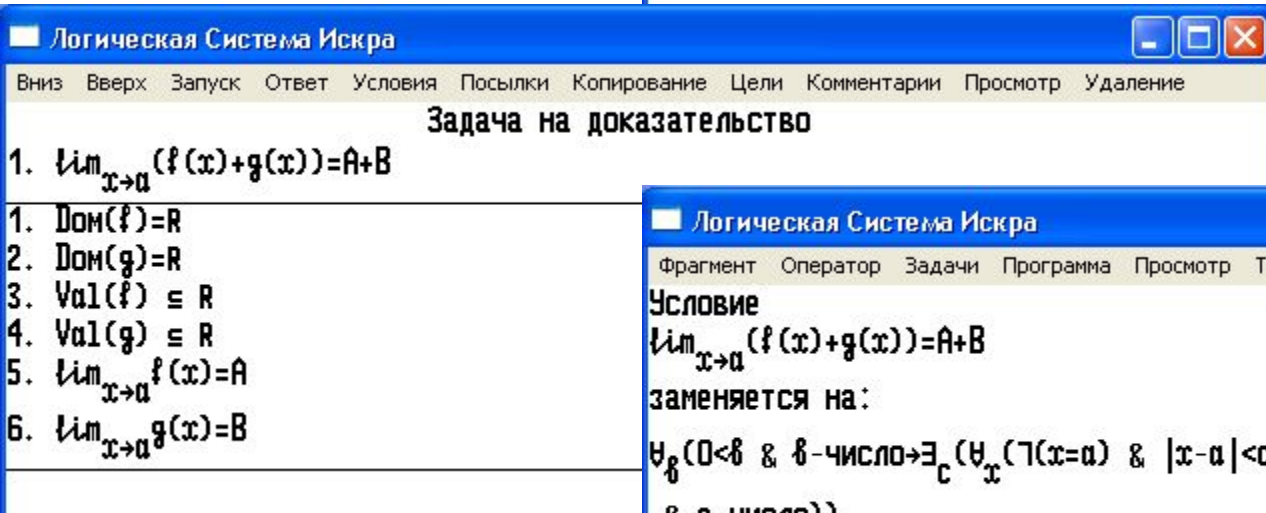 Логическая Система Искра
Вниз Вверх Запуск Ответ Условия Посылки Копирование Цели Комментарии Просмотр Удаление
Задача на доказательство
1. lim x→a (f(x)+g(x))=A+B
1. Dом(f)=R
2. Dом(g)=R
3. Val(f) ⊆ R
4. Val(g) ⊆ R
5. lim x→a f(x)=A
6. lim x→a g(x)=B
Логическая Система Искра
Фрагмент Оператор Задачи Программа Просмотр Т
Условие
lim x→a (f(x)+g(x))=A+B
заменяется на:
∀b(0<b & b-число→∃c(∀x(¬(x=a) & |x-a|<c